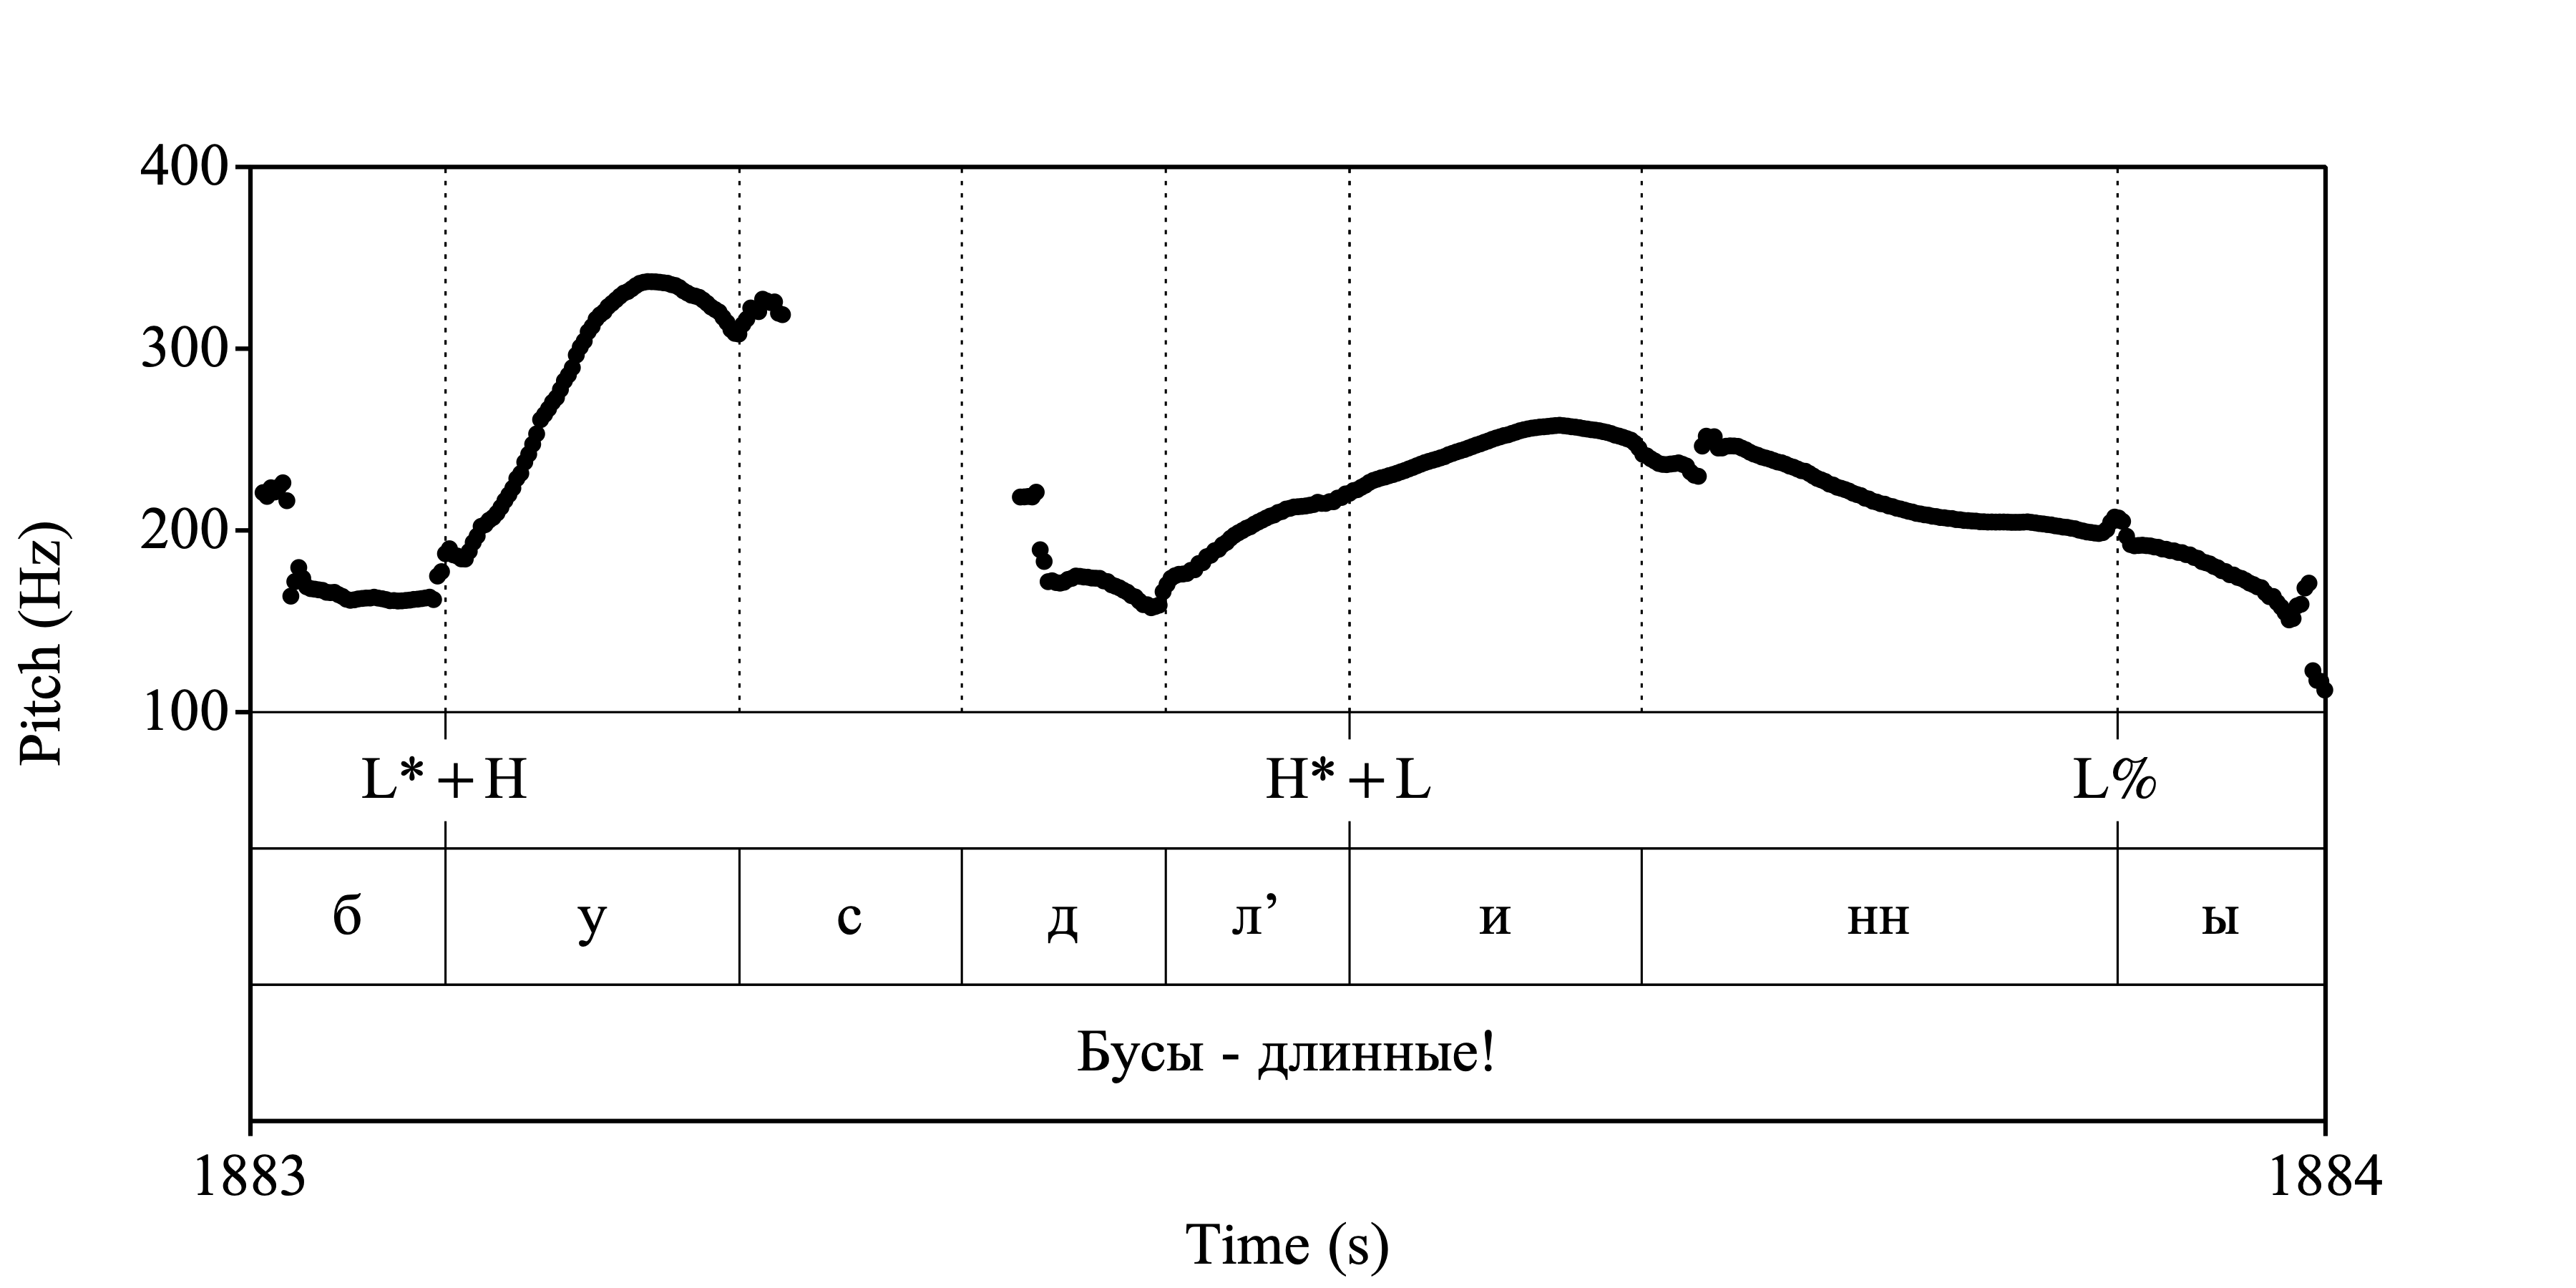 400
300
200
100
Pitch (Hz)
L* + H H* + L L%
б у с д л’ и нн ы
Бусы - длинные!
1883 1884
Time (s)